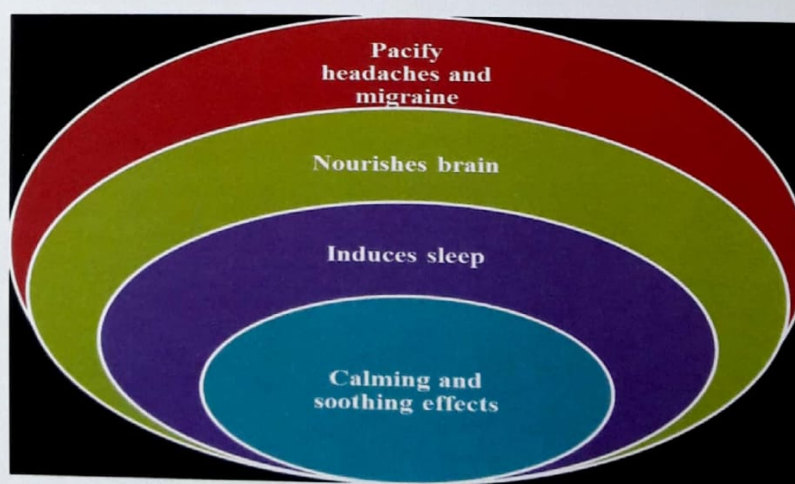 Pacify
headaches and
migraine
Nourishes brain
Induces sleep
Calming and
soothing effects